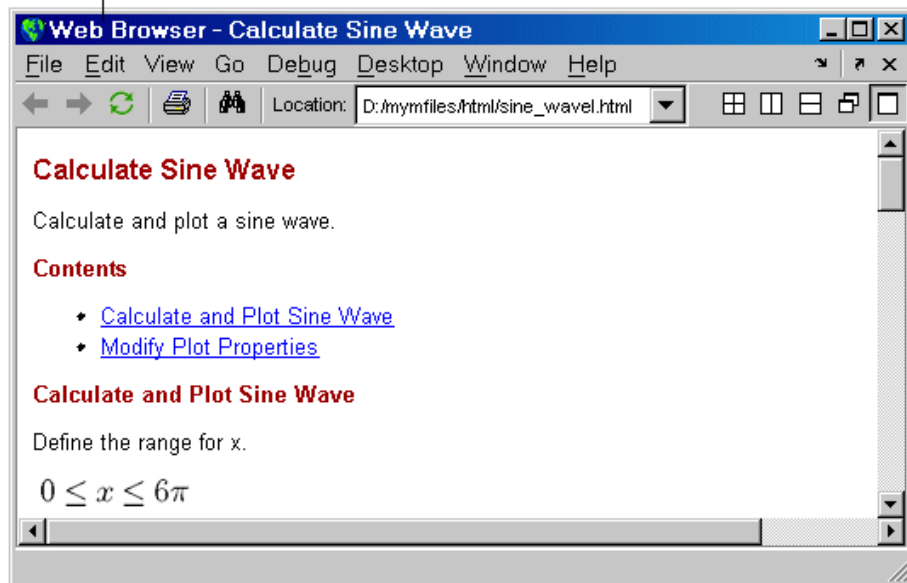 Web Browser - Calculate Sine Wave
File Edit View Go Debug Desktop Window Help
Location: D:/mymfiles/html/sine_wavel.html
Calculate Sine Wave
Calculate and plot a sine wave.
Contents
• Calculate and Plot Sine Wave
• Modify Plot Properties
Calculate and Plot Sine Wave
Define the range for x.
0 ≤ x ≤ 6π